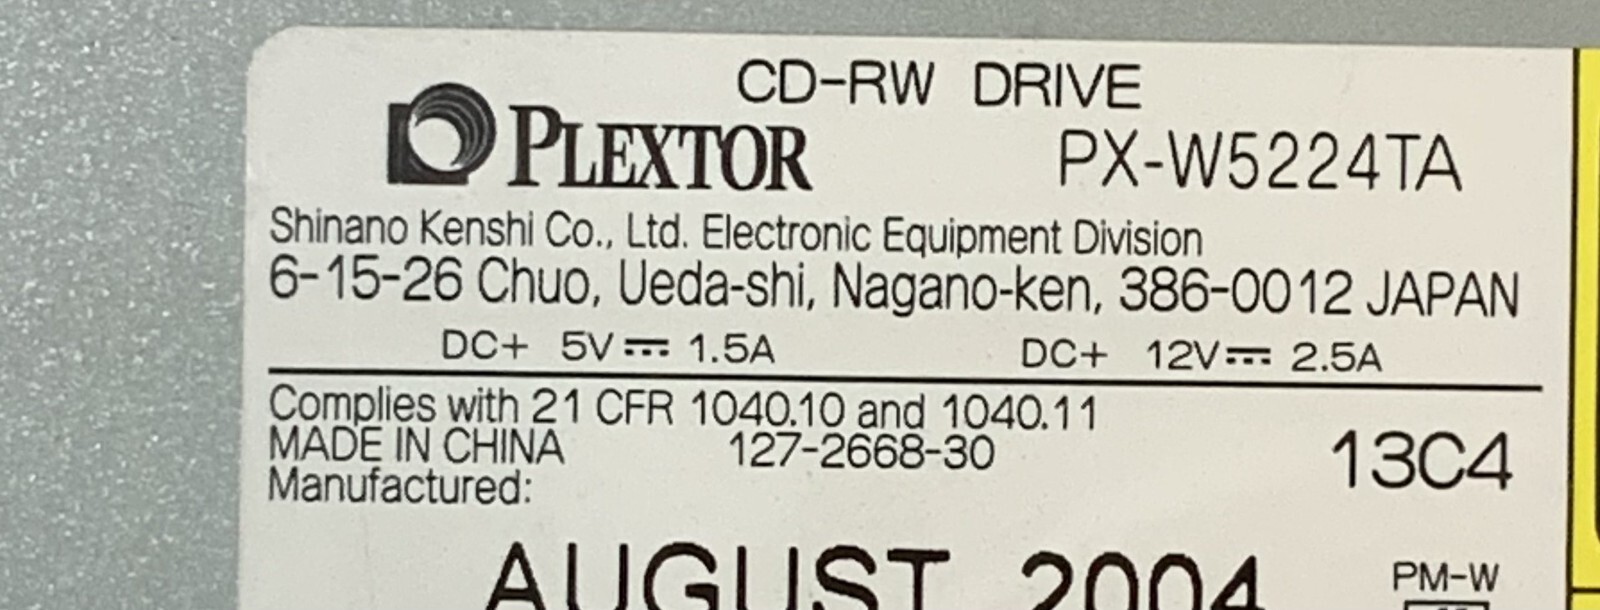 CD-RW DRIVE
PLEXTOR PX-W5224TA
Shinano Kenshi Co., Ltd. Electronic Equipment Division
6-15-26 Chuo, Ueda-shi, Nagano-ken, 386-0012 JAPAN
DC+ 5V⎓ 1.5A DC+ 12V⎓ 2.5A
Complies with 21 CFR 1040.10 and 1040.11
MADE IN CHINA 127-2668-30 13C4
Manufactured:
AUGUST 2004 PM-W